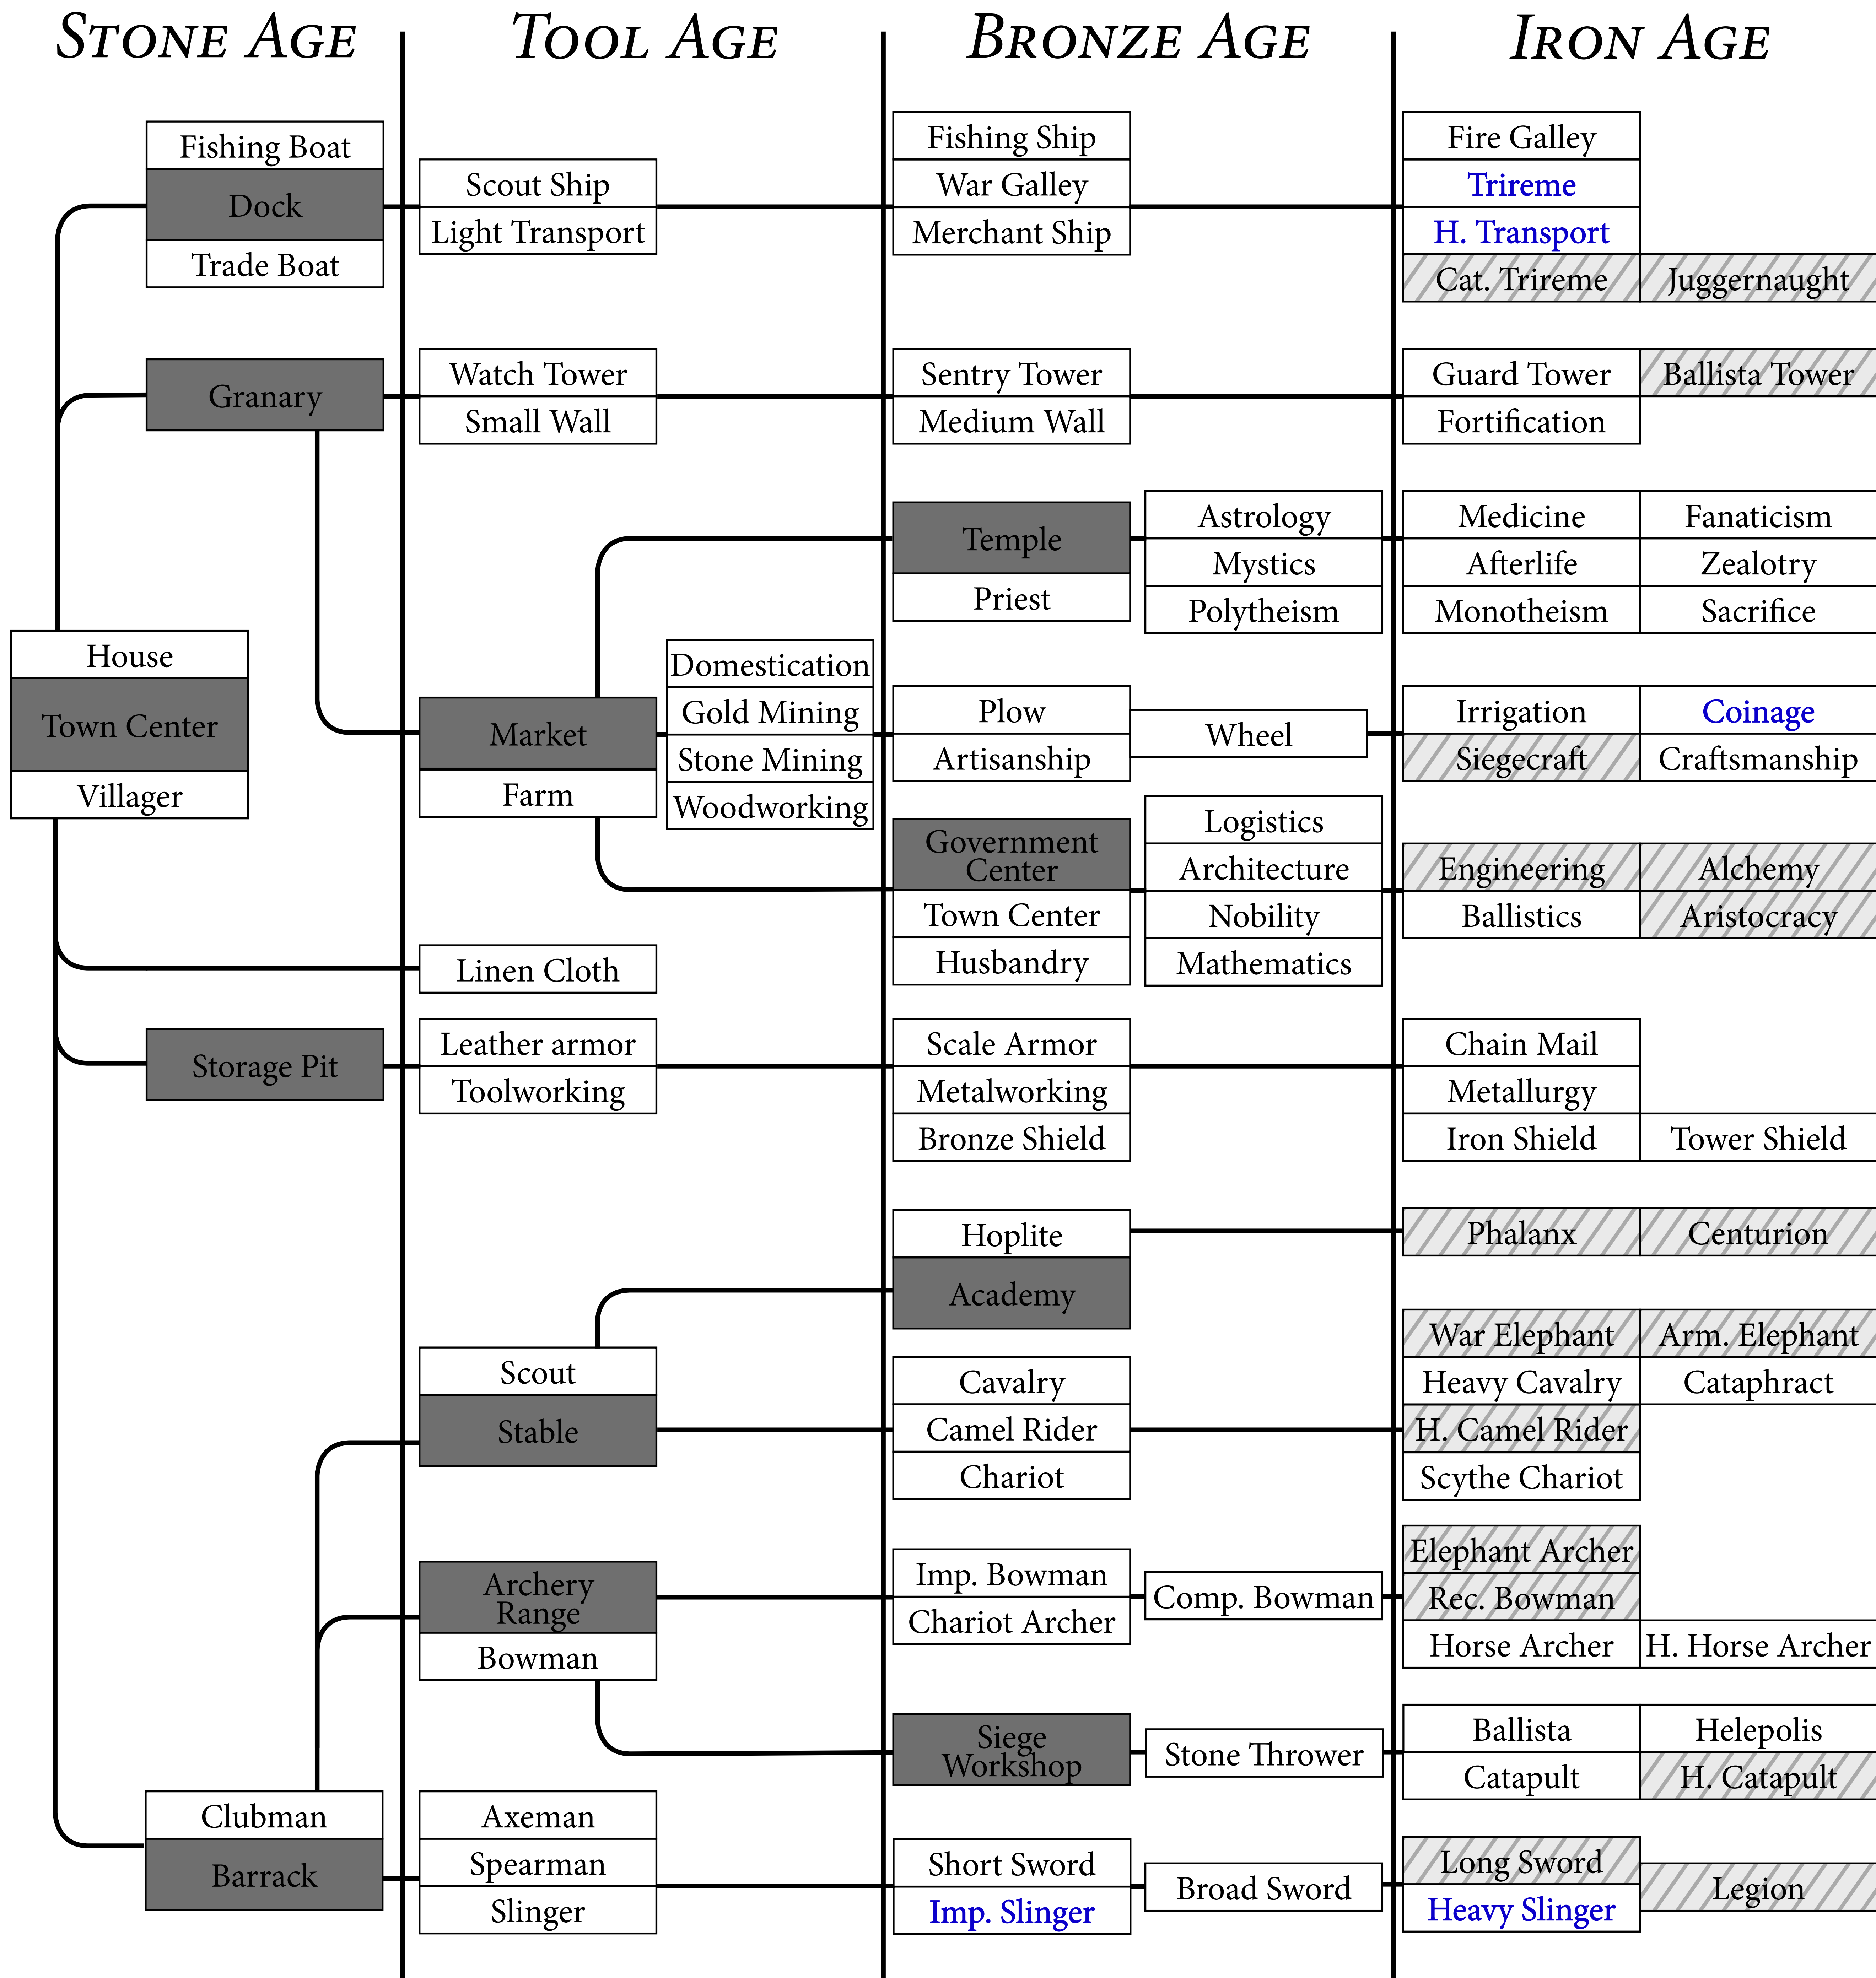 STONE AGE
TOOL AGE
BRONZE AGE
IRON AGE
Fishing Boat
Dock
Trade Boat
Scout Ship
Light Transport
Fishing Ship
War Galley
Merchant Ship
Fire Galley
Trireme
H. Transport
Cat. Trireme
Juggernaught
Granary
Watch Tower
Small Wall
Sentry Tower
Medium Wall
Guard Tower
Ballista Tower
Fortification
Temple
Priest
Astrology
Mystics
Polytheism
Medicine
Fanaticism
Afterlife
Zealotry
Monotheism
Sacrifice
House
Town Center
Villager
Market
Farm
Domestication
Gold Mining
Stone Mining
Woodworking
Plow
Artisanship
Wheel
Irrigation
Coinage
Siegecraft
Craftsmanship
Government
Center
Town Center
Husbandry
Logistics
Architecture
Nobility
Mathematics
Engineering
Alchemy
Ballistics
Aristocracy
Linen Cloth
Storage Pit
Leather armor
Toolworking
Scale Armor
Metalworking
Bronze Shield
Chain Mail
Metallurgy
Iron Shield
Tower Shield
Hoplite
Academy
Phalanx
Centurion
Scout
Stable
Cavalry
Camel Rider
Chariot
War Elephant
Arm. Elephant
Heavy Cavalry
Cataphract
H. Camel Rider
Scythe Chariot
Archery
Range
Bowman
Imp. Bowman
Chariot Archer
Comp. Bowman
Elephant Archer
Rec. Bowman
Horse Archer
H. Horse Archer
Siege
Workshop
Stone Thrower
Ballista
Helepolis
Catapult
H. Catapult
Clubman
Barrack
Axeman
Spearman
Slinger
Short Sword
Imp. Slinger
Broad Sword
Long Sword
Heavy Slinger
Legion